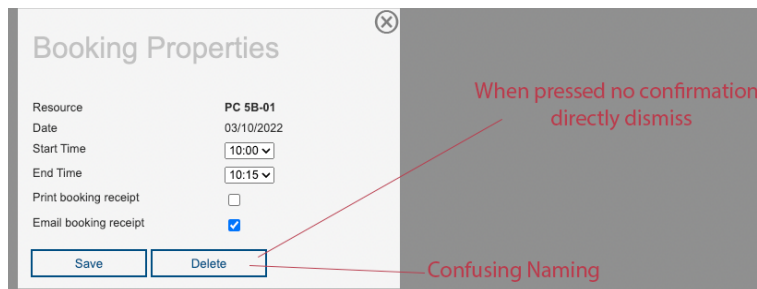 Booking Properties
Resource PC 5B-01
Date 03/10/2022
Start Time 10:00
End Time 10:15
Print booking receipt
Email booking receipt
Save Delete
When pressed no confirmation
directly dismiss
Confusing Naming